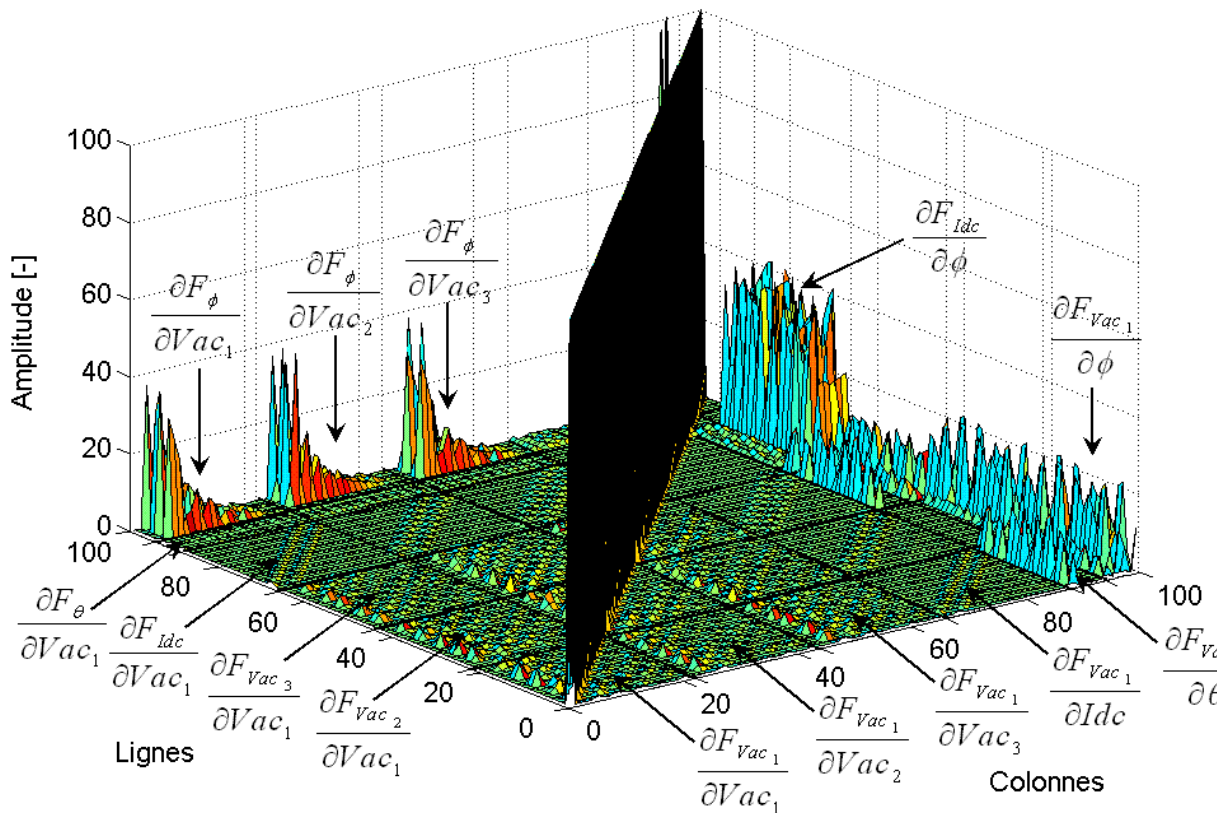 Amplitude [-]
100
80
60
40
20
0
∂F_ϕ / ∂Vac_1
∂F_ϕ / ∂Vac_2
∂F_ϕ / ∂Vac_3
∂F_Idc / ∂ϕ
∂F_Vac_1 / ∂ϕ
100
80
60
40
20
0
Lignes
∂F_θ / ∂Vac_1
∂F_Idc / ∂Vac_1
∂F_Vac_3 / ∂Vac_1
∂F_Vac_2 / ∂Vac_1
0
20
40
60
80
100
Colonnes
∂F_Vac_1 / ∂Vac_1
∂F_Vac_1 / ∂Vac_2
∂F_Vac_1 / ∂Vac_3
∂F_Vac_1 / ∂Idc